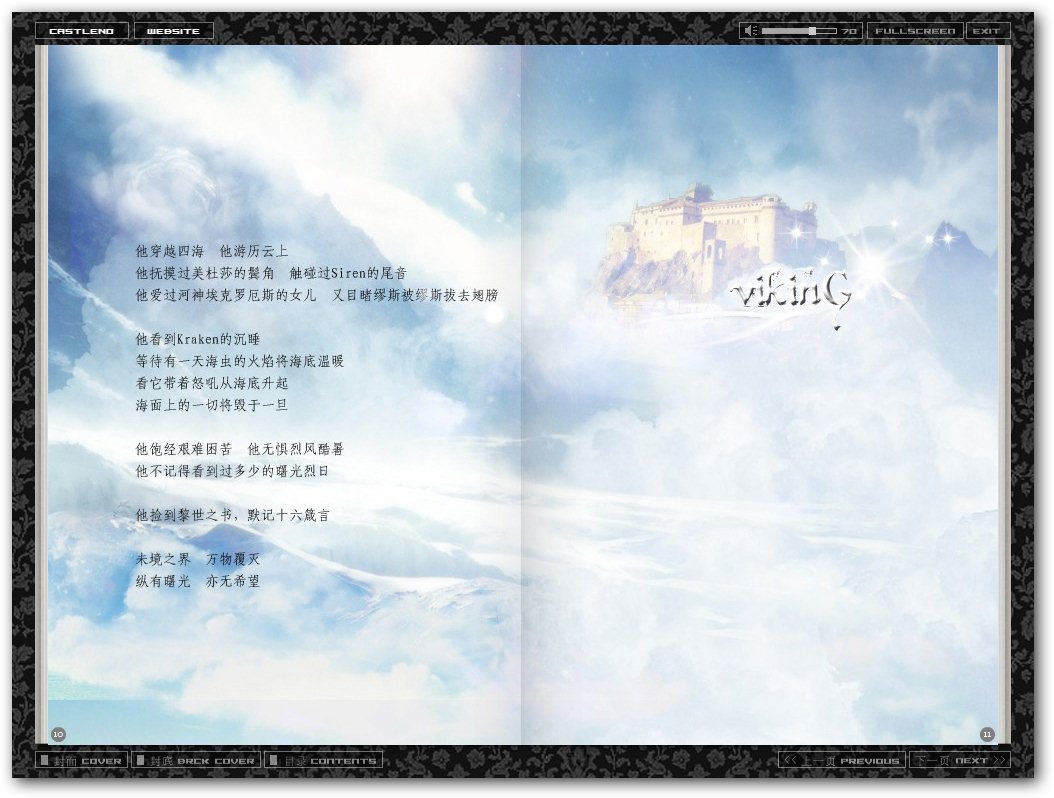 CASTLEND WEBSITE 70 FULLSCREEN EXIT
他穿越四海　他游历云上
他抚摸过美杜莎的鬓角　触碰过Siren的尾音
他爱过河神埃克罗厄斯的女儿　又目睹缪斯被缪斯拔去翅膀
他看到Kraken的沉睡
等待有一天海虫的火焰将海底温暖
看它带着怒吼从海底升起
海面上的一切将毁于一旦
他饱经艰难困苦　他无惧烈风酷暑
他不记得看到过多少的曙光烈日
他捡到黎世之书，默记十六箴言
未境之界　万物覆灭
纵有曙光　亦无希望
vikinG
10
11
封面 COVER 封底 BACK COVER 目录 CONTENTS << 上一页 PREVIOUS 下一页 NEXT >>